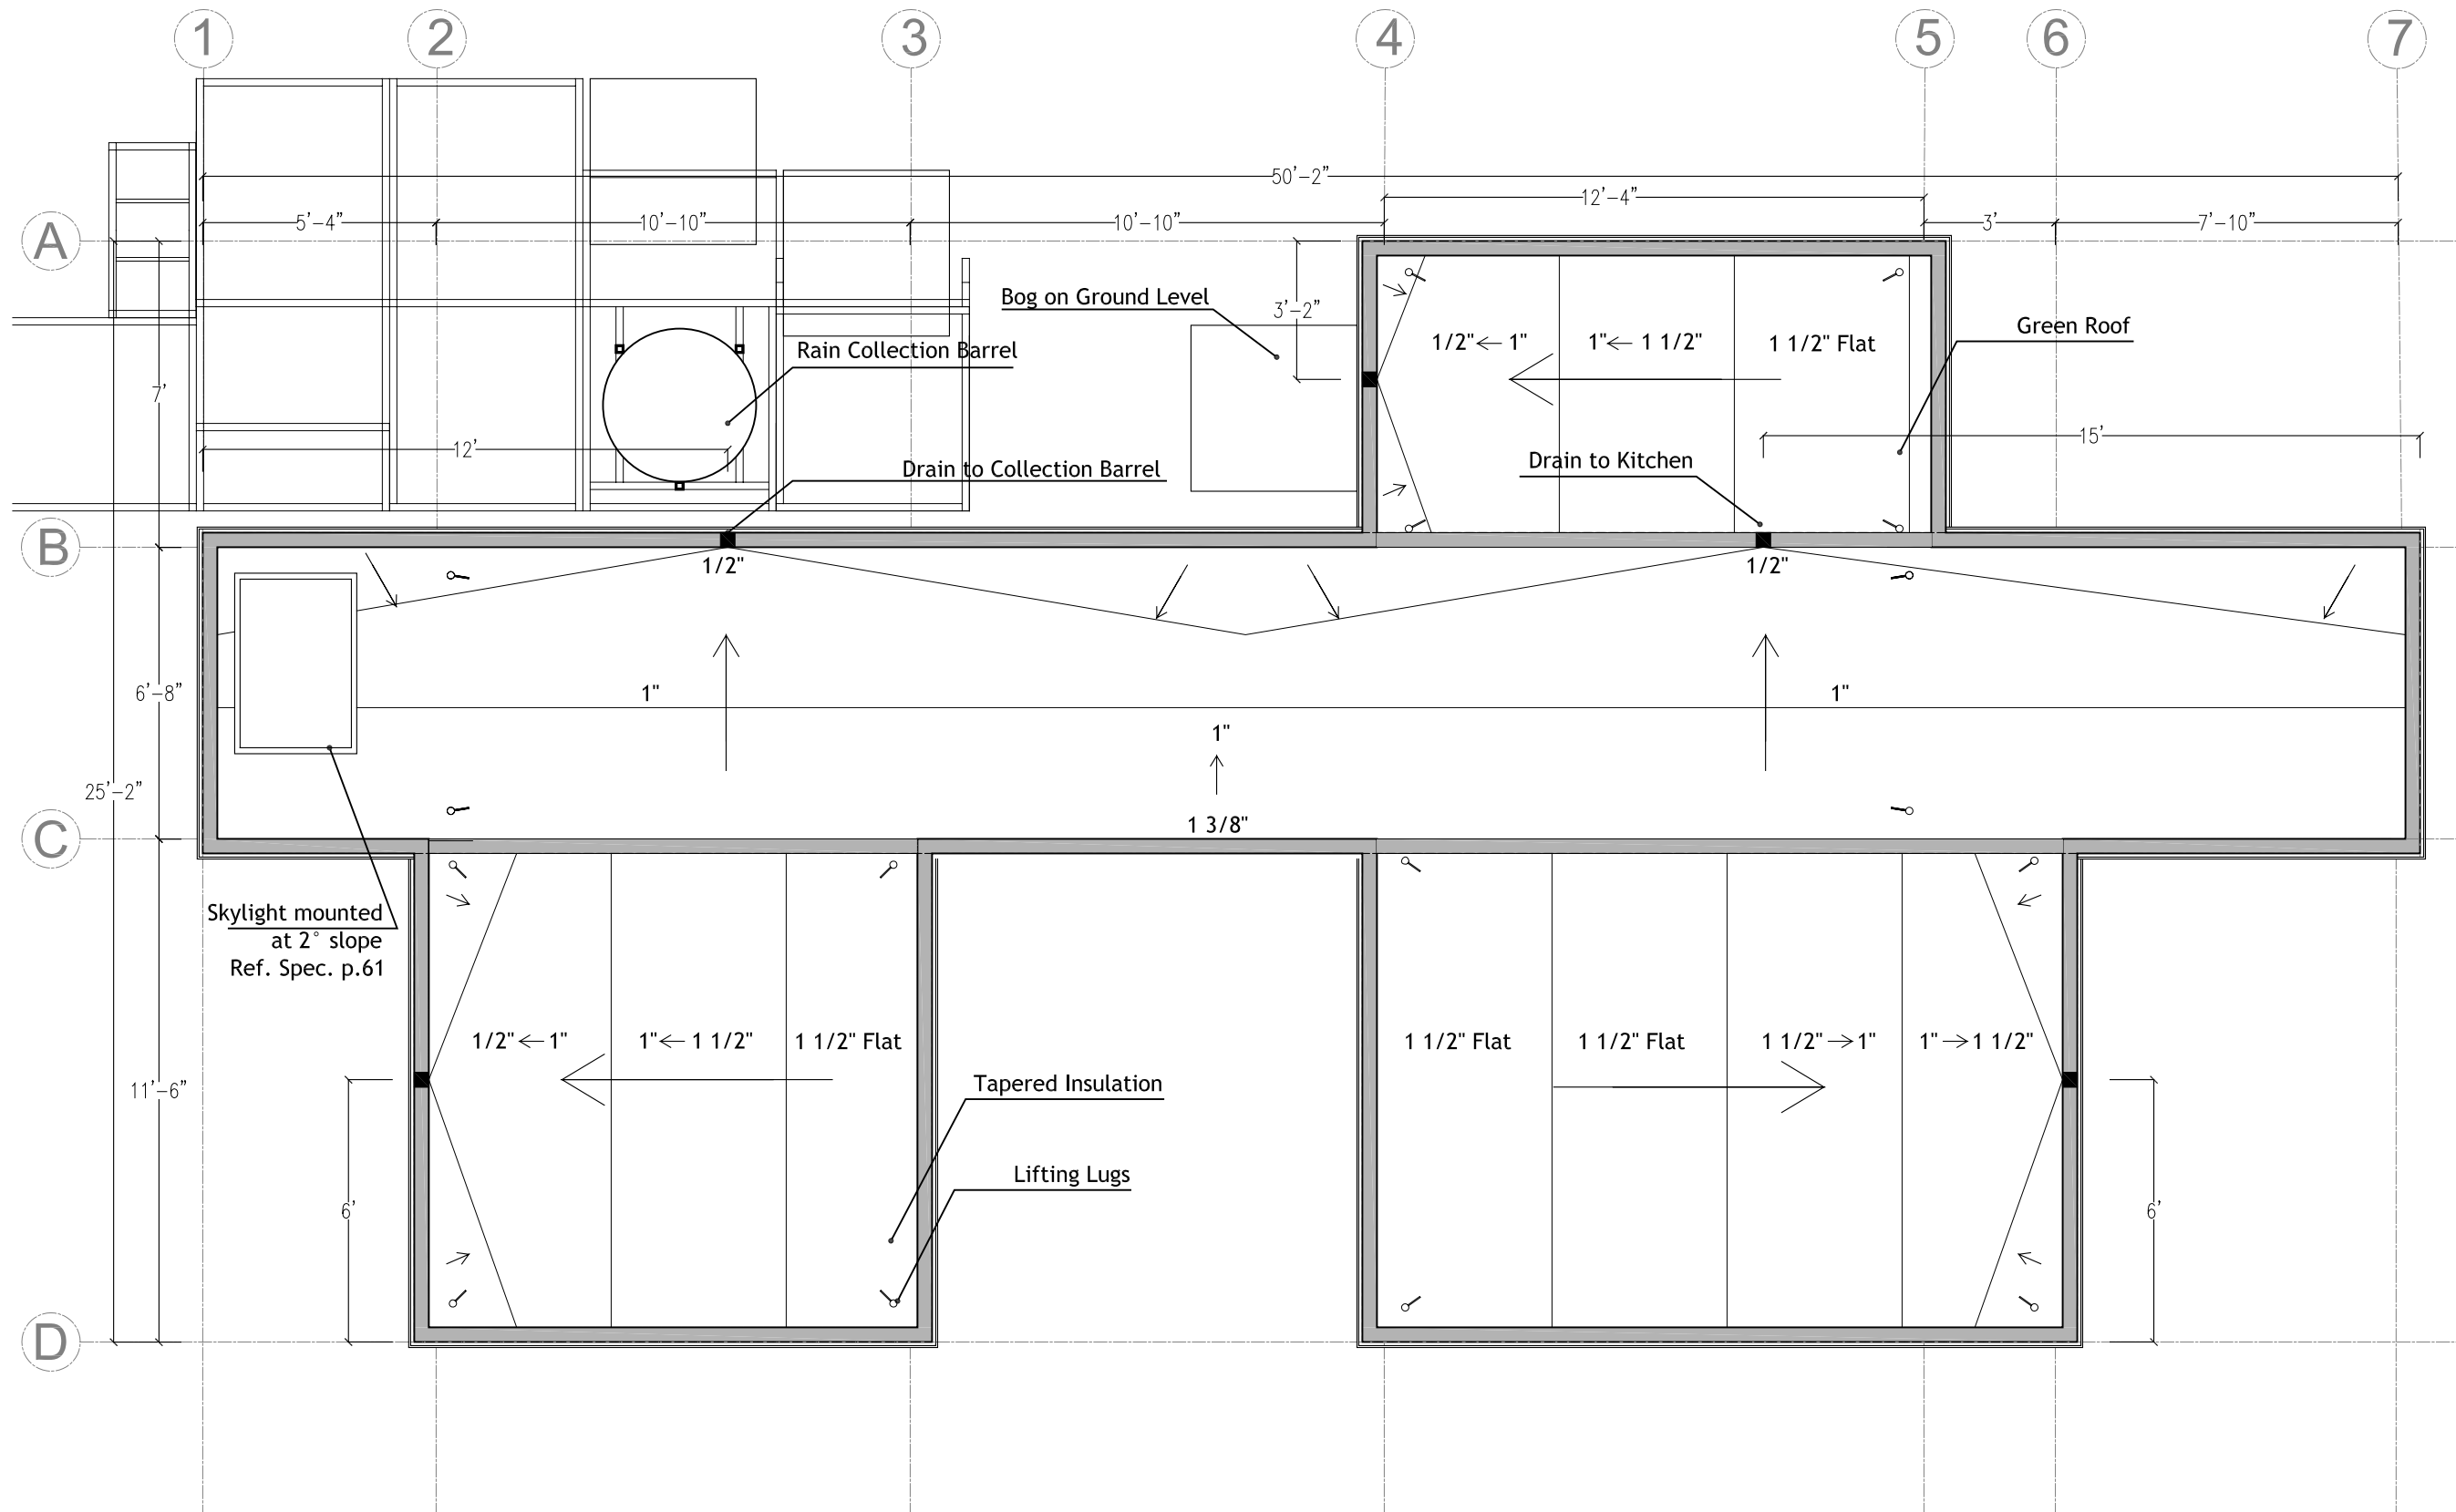 1 2 3 4 5 6 7
50'-2"
12'-4"
5'-4" 10'-10" 10'-10" 3' 7'-10"
A
Bog on Ground Level
3'-2"
Green Roof
Rain Collection Barrel
1/2"← 1" 1"← 1 1/2" 1 1/2" Flat
7'
15'
12'
Drain to Collection Barrel
Drain to Kitchen
B
1/2" 1/2"
6'-8"
1" 1"
1"
25'-2"
1 3/8"
C
Skylight mounted
at 2° slope
Ref. Spec. p.61
1/2"← 1" 1"← 1 1/2" 1 1/2" Flat
1 1/2" Flat 1 1/2" Flat 1 1/2"→1" 1"→1 1/2"
11'-6"
Tapered Insulation
Lifting Lugs
6' 6'
D